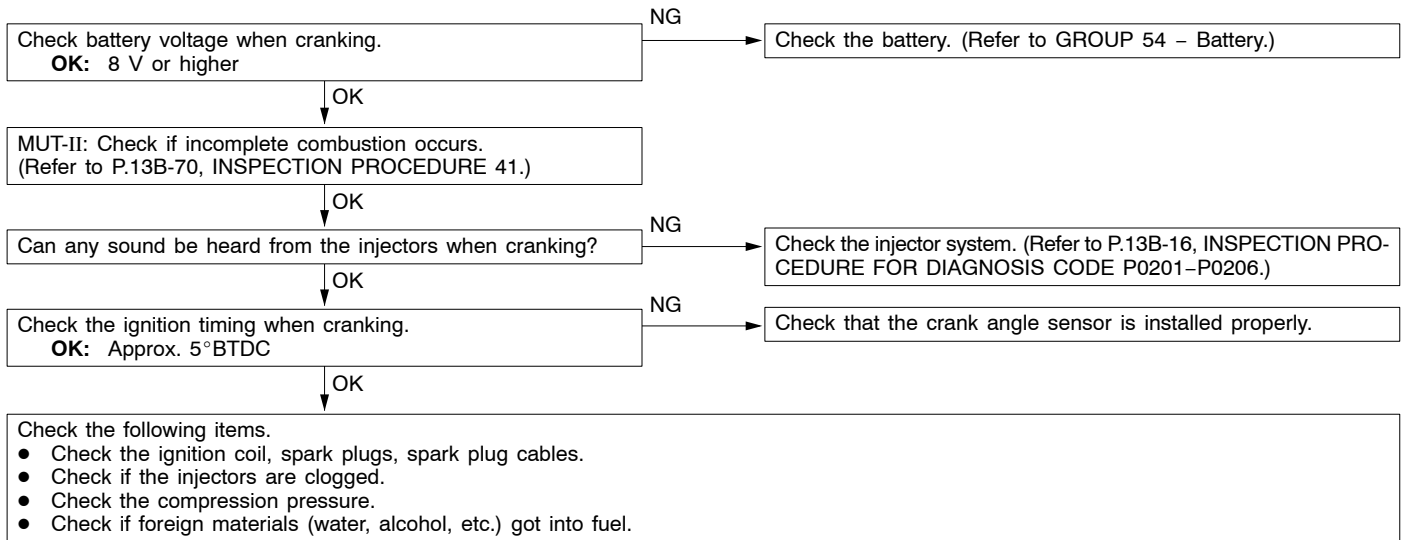 NG
Check battery voltage when cranking.
OK: 8 V or higher
Check the battery. (Refer to GROUP 54 – Battery.)
OK
MUT-II: Check if incomplete combustion occurs.
(Refer to P.13B-70, INSPECTION PROCEDURE 41.)
OK
NG
Can any sound be heard from the injectors when cranking?
Check the injector system. (Refer to P.13B-16, INSPECTION PRO-
CEDURE FOR DIAGNOSIS CODE P0201–P0206.)
OK
NG
Check the ignition timing when cranking.
OK: Approx. 5°BTDC
Check that the crank angle sensor is installed properly.
OK
Check the following items.
● Check the ignition coil, spark plugs, spark plug cables.
● Check if the injectors are clogged.
● Check the compression pressure.
● Check if foreign materials (water, alcohol, etc.) got into fuel.